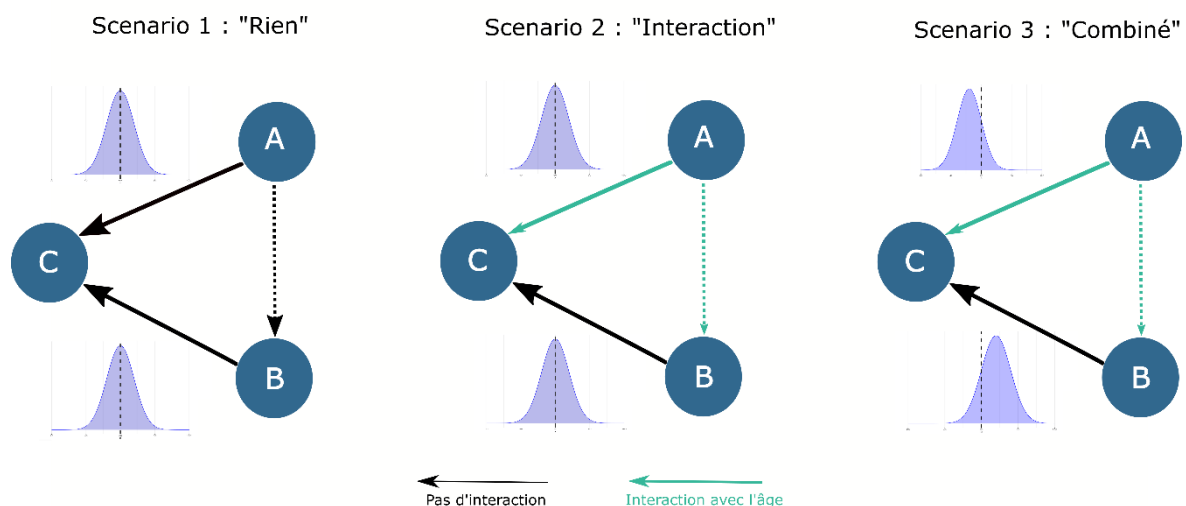 Scenario 1 : "Rien"
Scenario 2 : "Interaction"
Scenario 3 : "Combiné"
A
C
B
A
C
B
A
C
B
Pas d'interaction
Interaction avec l'âge